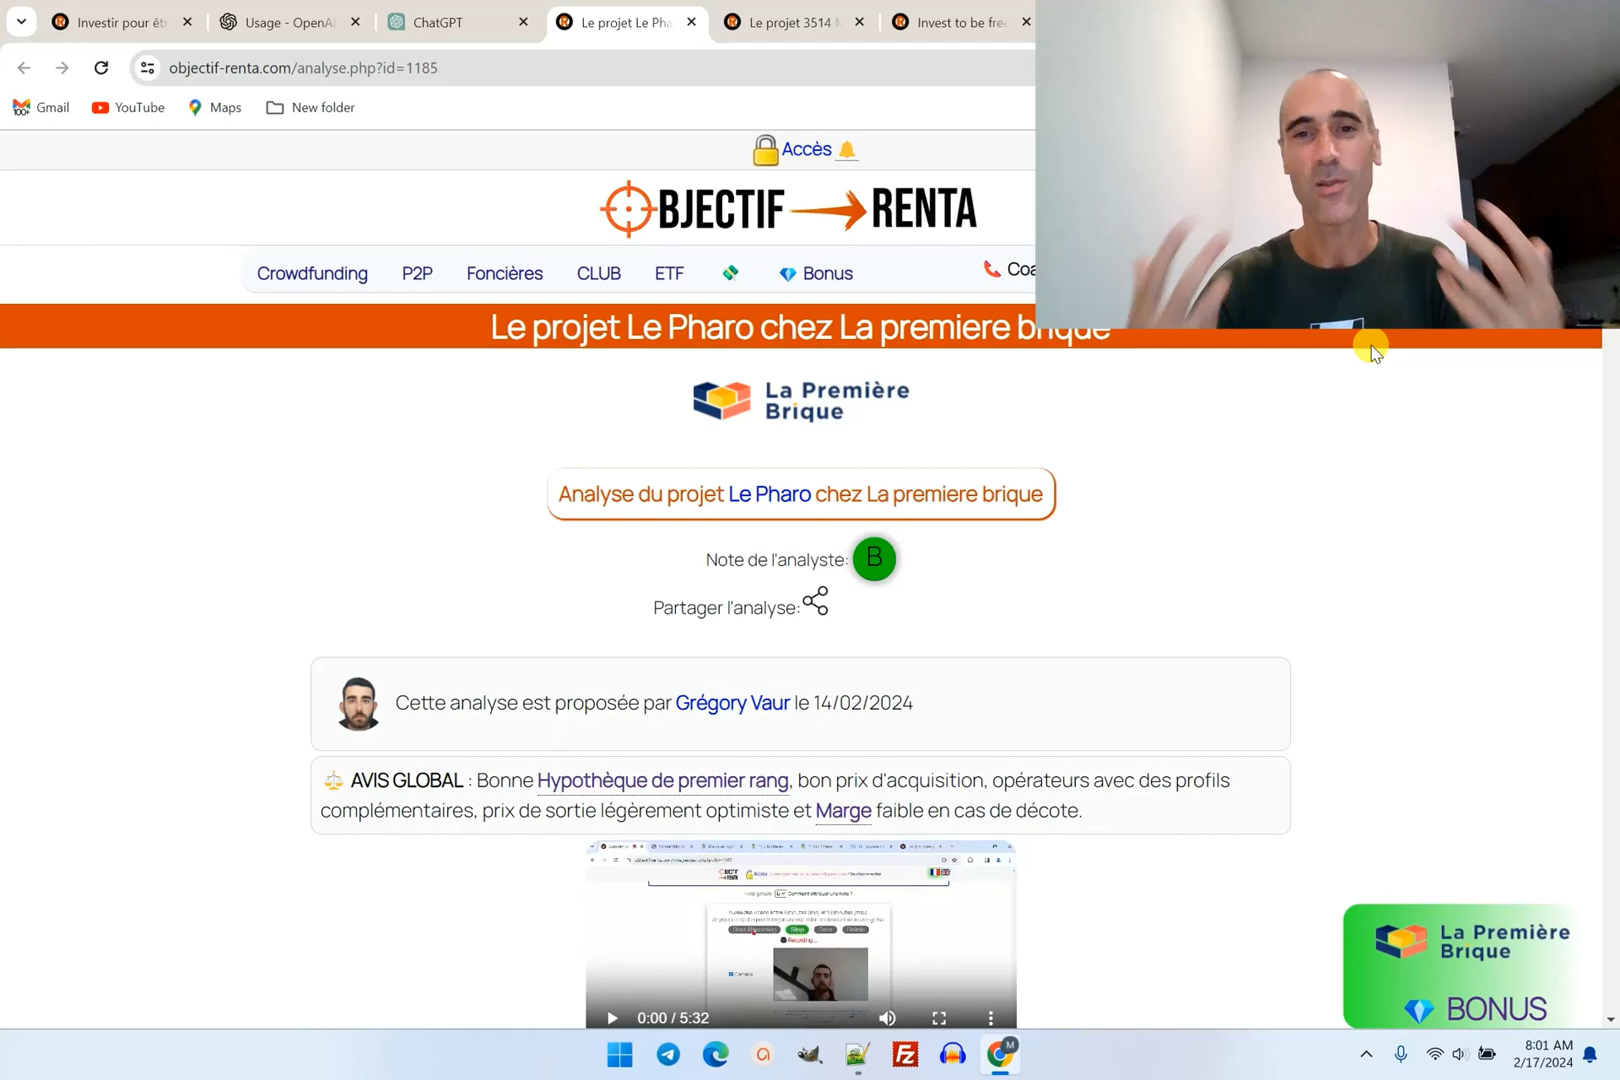 Investir pour êt
Usage - OpenA
ChatGPT
Le projet Le Pha
Le projet 3514 M
Invest to be fre
objectif-renta.com/analyse.php?id=1185
Gmail
YouTube
Maps
New folder
Accès
OBJECTIF RENTA
Crowdfunding
P2P
Foncières
CLUB
ETF
Bonus
Coa
Le projet Le Pharo chez La premiere brique
La Première
Brique
Analyse du projet Le Pharo chez La premiere brique
Note de l'analyste: B
Partager l'analyse:
Cette analyse est proposée par Grégory Vaur le 14/02/2024
AVIS GLOBAL : Bonne Hypothèque de premier rang, bon prix d'acquisition, opérateurs avec des profils
complémentaires, prix de sortie légèrement optimiste et Marge faible en cas de décote.
Stop
0:00 / 5:32
La Première
Brique
BONUS
M
8:01 AM
2/17/2024